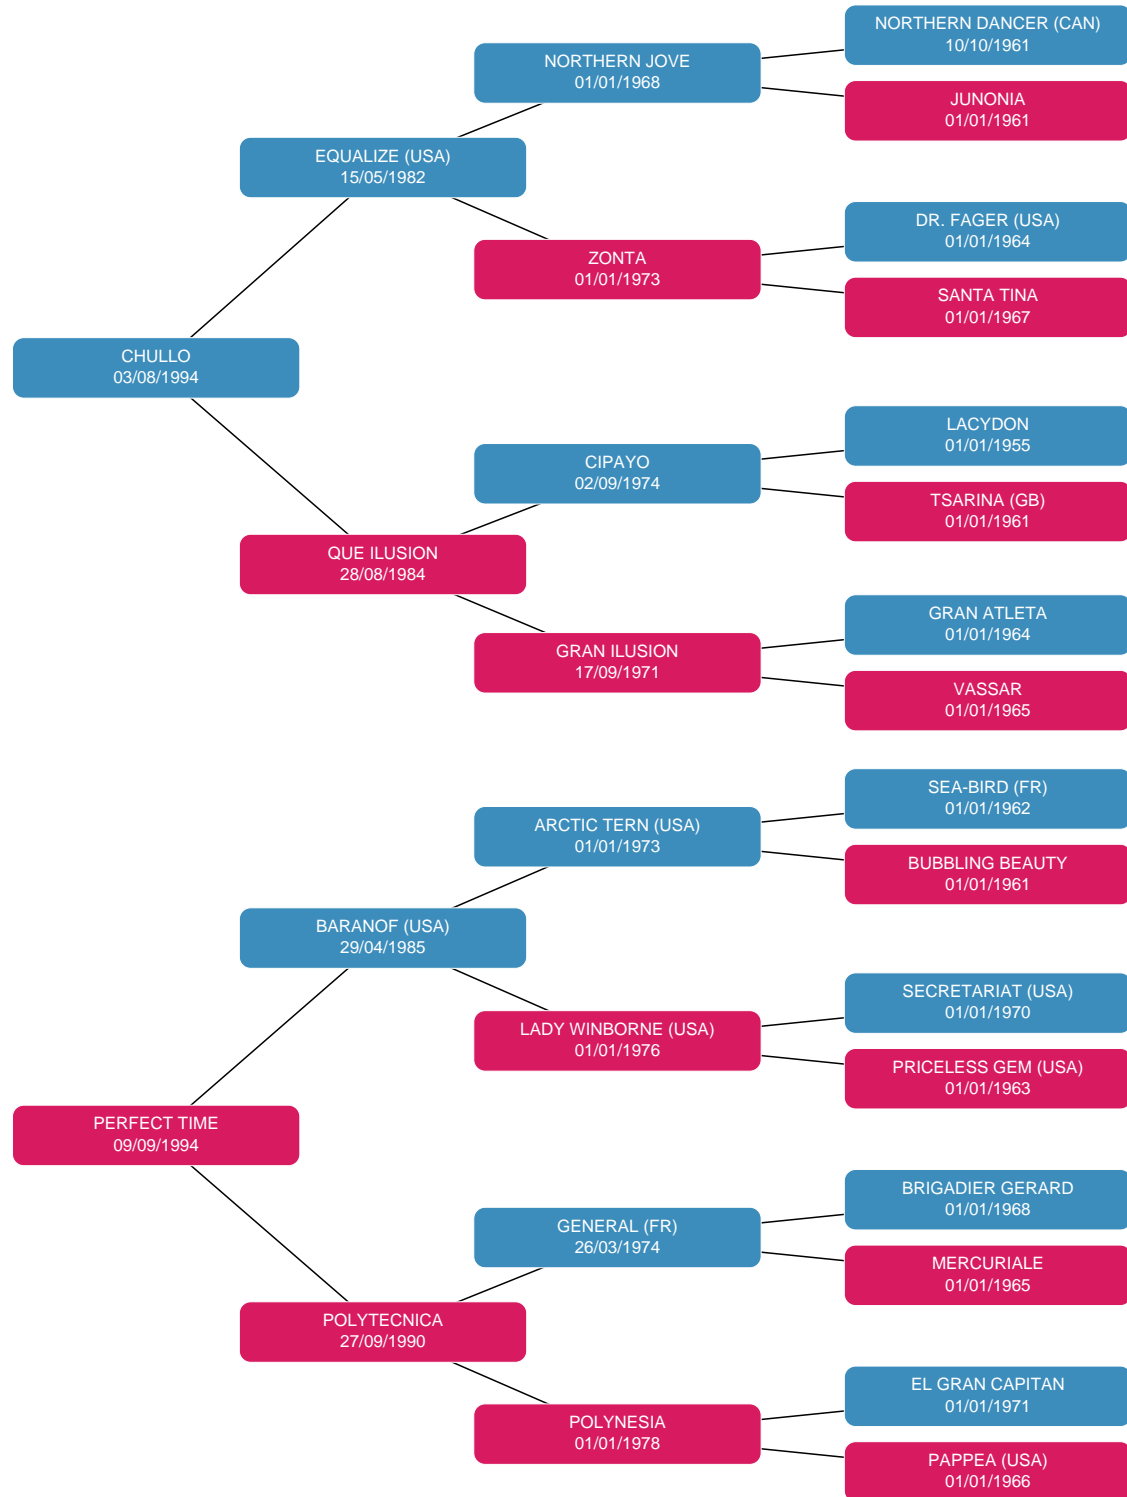 NORTHERN DANCER (CAN)
10/10/1961
NORTHERN JOVE
01/01/1968
JUNONIA
01/01/1961
EQUALIZE (USA)
15/05/1982
DR. FAGER (USA)
01/01/1964
ZONTA
01/01/1973
SANTA TINA
01/01/1967
CHULLO
03/08/1994
LACYDON
01/01/1955
CIPAYO
02/09/1974
TSARINA (GB)
01/01/1961
QUE ILUSION
28/08/1984
GRAN ATLETA
01/01/1964
GRAN ILUSION
17/09/1971
VASSAR
01/01/1965
SEA-BIRD (FR)
01/01/1962
ARCTIC TERN (USA)
01/01/1973
BUBBLING BEAUTY
01/01/1961
BARANOF (USA)
29/04/1985
SECRETARIAT (USA)
01/01/1970
LADY WINBORNE (USA)
01/01/1976
PRICELESS GEM (USA)
01/01/1963
PERFECT TIME
09/09/1994
BRIGADIER GERARD
01/01/1968
GENERAL (FR)
26/03/1974
MERCURIALE
01/01/1965
POLYTECNICA
27/09/1990
EL GRAN CAPITAN
01/01/1971
POLYNESIA
01/01/1978
PAPPEA (USA)
01/01/1966